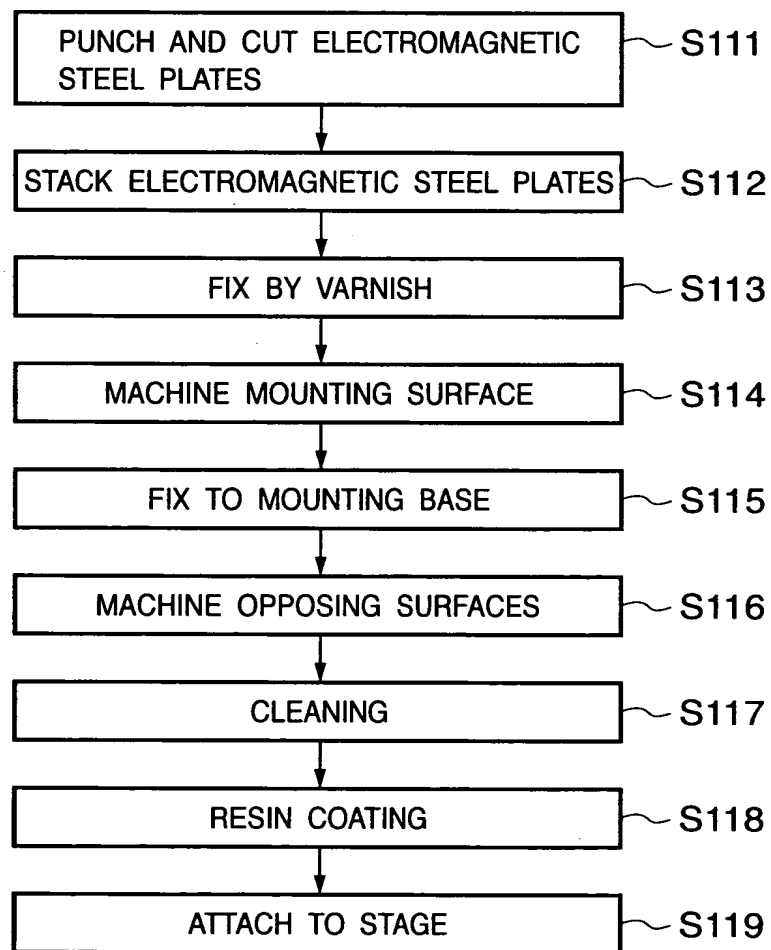 PUNCH AND CUT ELECTROMAGNETIC
STEEL PLATES
S111
STACK ELECTROMAGNETIC STEEL PLATES
S112
FIX BY VARNISH
S113
MACHINE MOUNTING SURFACE
S114
FIX TO MOUNTING BASE
S115
MACHINE OPPOSING SURFACES
S116
CLEANING
S117
RESIN COATING
S118
ATTACH TO STAGE
S119